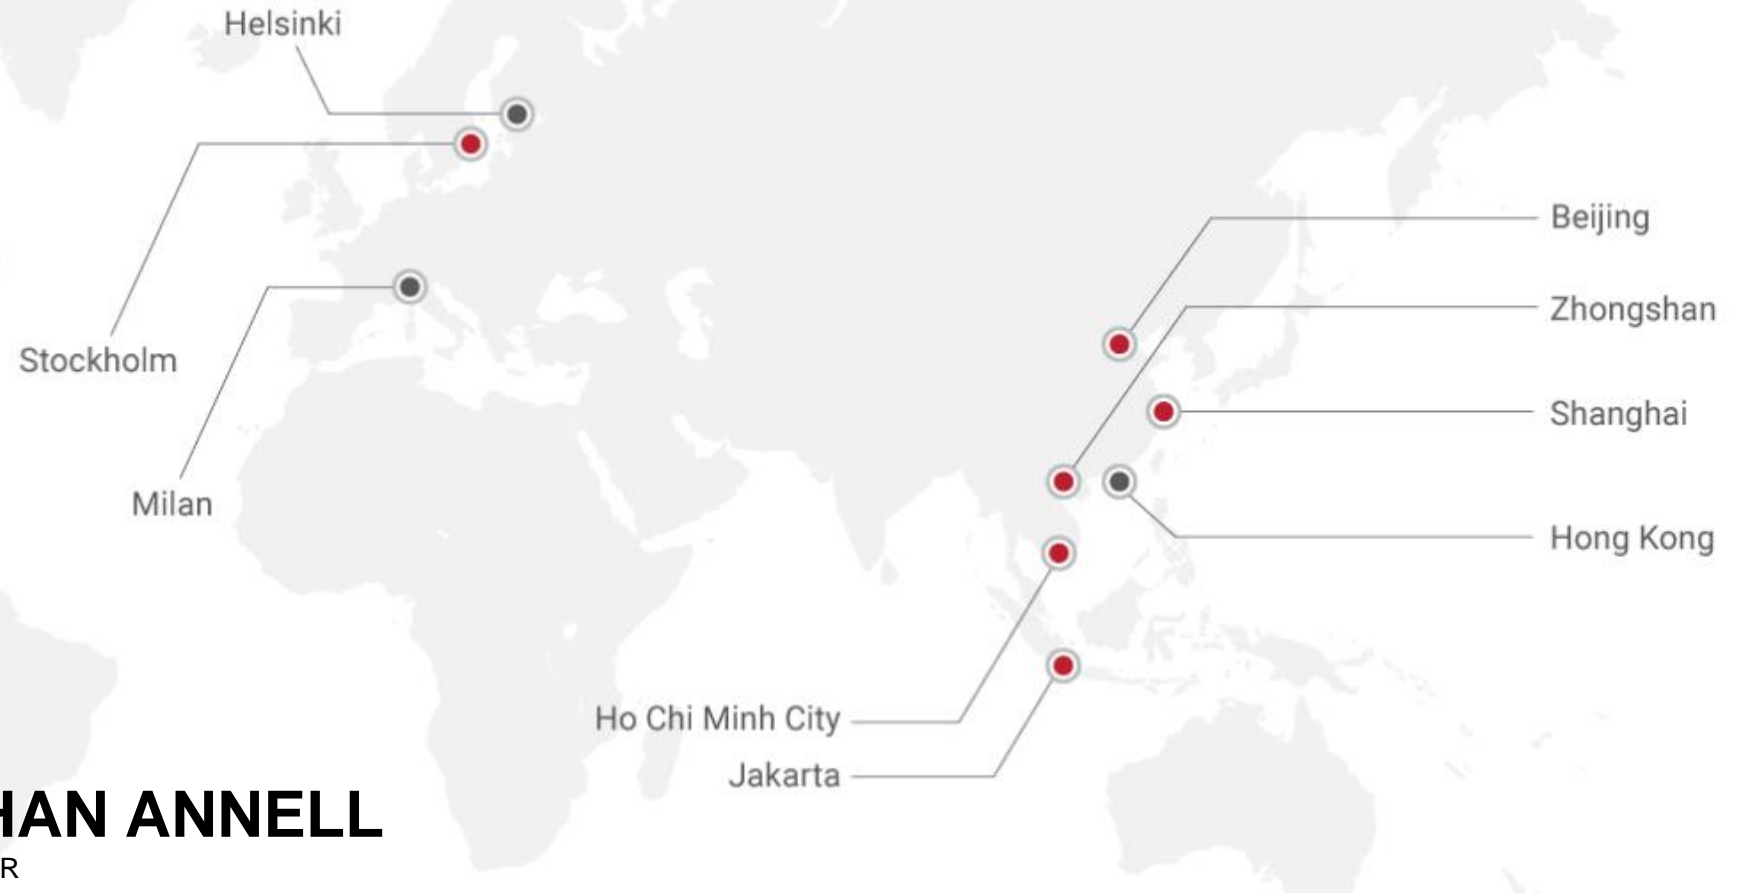 Helsinki
Beijing
Zhongshan
Stockholm
Shanghai
Milan
Hong Kong
Ho Chi Minh City
Jakarta
HAN ANNELL
R